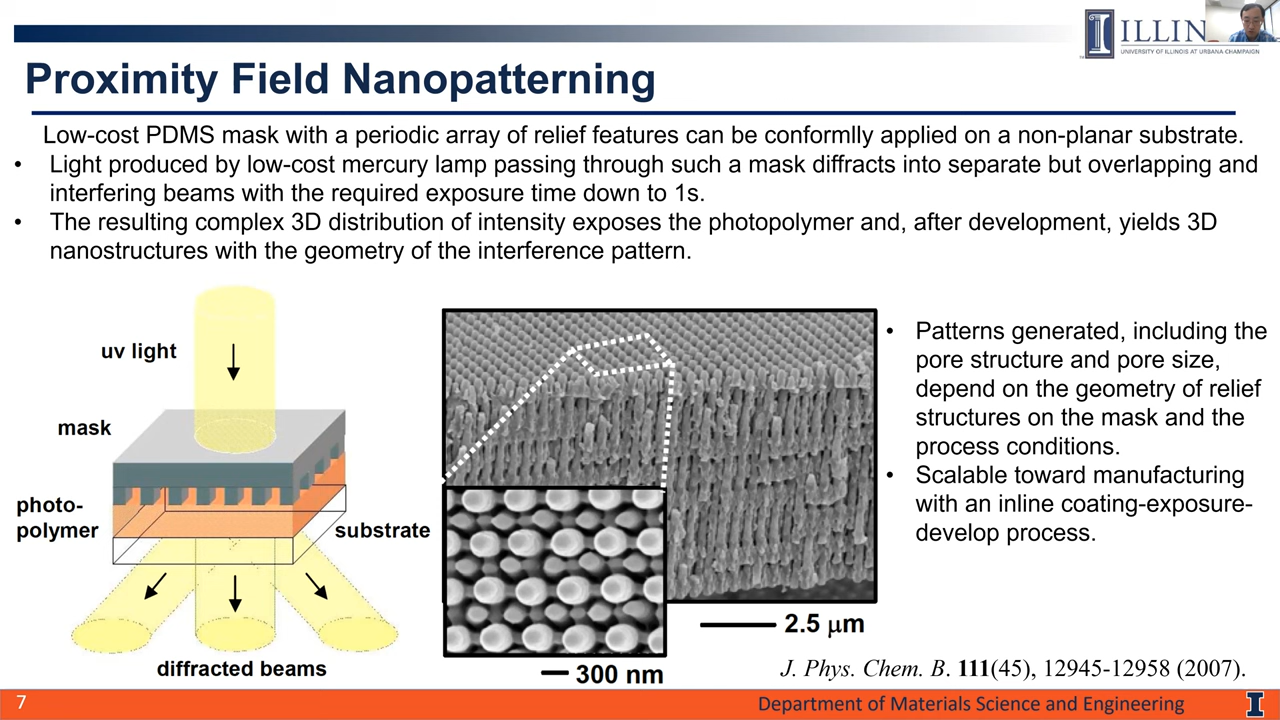 ILLIN
UNIVERSITY OF ILLINOIS AT URBANA CHAMPAIGN
Proximity Field Nanopatterning
Low-cost PDMS mask with a periodic array of relief features can be conformlly applied on a non-planar substrate.
• Light produced by low-cost mercury lamp passing through such a mask diffracts into separate but overlapping and
interfering beams with the required exposure time down to 1s.
• The resulting complex 3D distribution of intensity exposes the photopolymer and, after development, yields 3D
nanostructures with the geometry of the interference pattern.
uv light
mask
photo-
polymer
substrate
diffracted beams
2.5 μm
300 nm
• Patterns generated, including the
pore structure and pore size,
depend on the geometry of relief
structures on the mask and the
process conditions.
• Scalable toward manufacturing
with an inline coating-exposure-
develop process.
J. Phys. Chem. B. 111(45), 12945-12958 (2007).
7
Department of Materials Science and Engineering